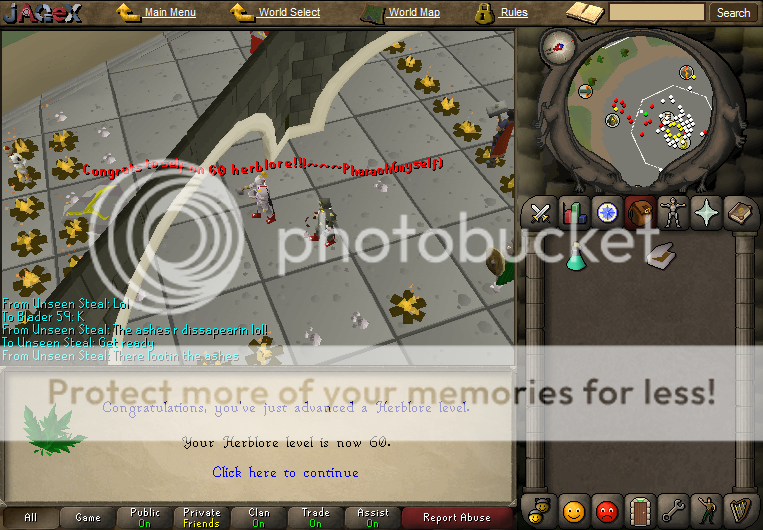 JAGEX
Main Menu
World Select
World Map
Rules
Search
Congrats to sully on 60 herblore!!!~~~~Pharaoh(myself)
photobucket
From Unseen Steal: Lol
To Blader 59: K
From Unseen Steal: The ashes r dissapearin lol!
To Unseen Steal: Get ready
From Unseen Steal: There lootin the ashes
Protect more of your memories for less!
Congratulations, you've just advanced a Herblore level.
Your Herblore level is now 60.
Click here to continue
All
Game
Public
On
Private
Friends
Clan
On
Trade
On
Assist
On
Report Abuse